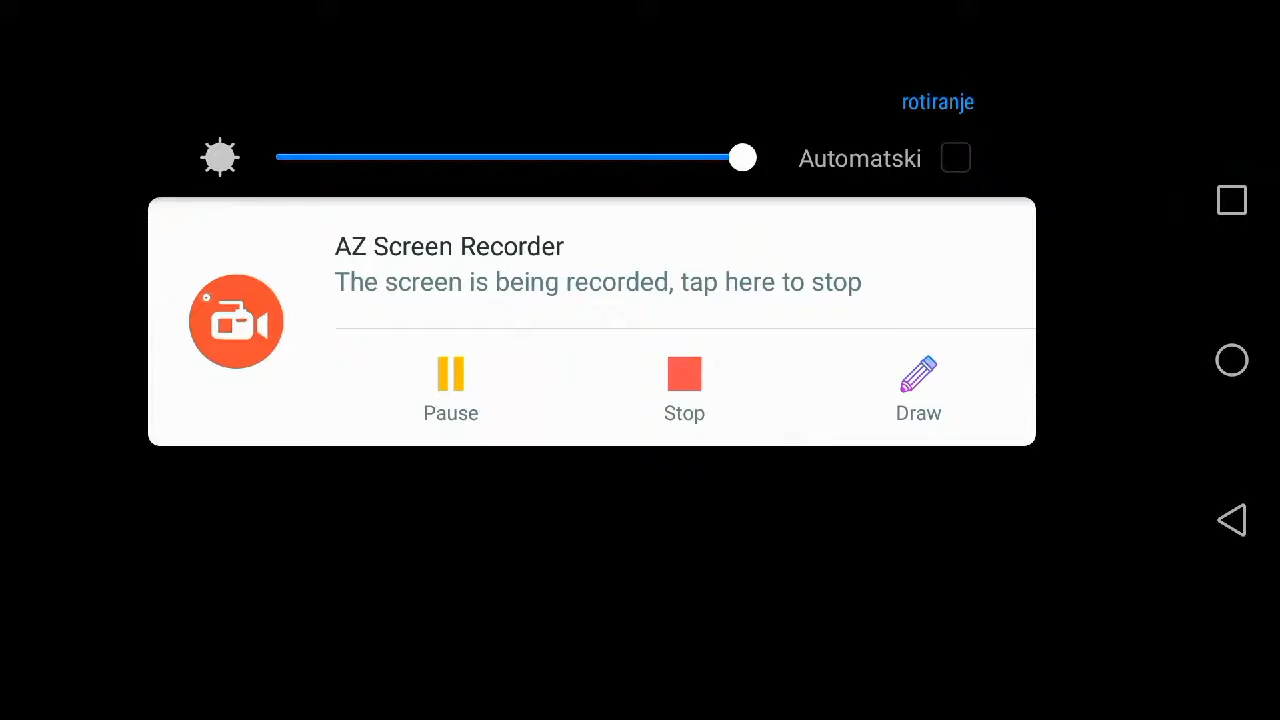 rotiranje
Automatski
AZ Screen Recorder
The screen is being recorded, tap here to stop
Pause
Stop
Draw